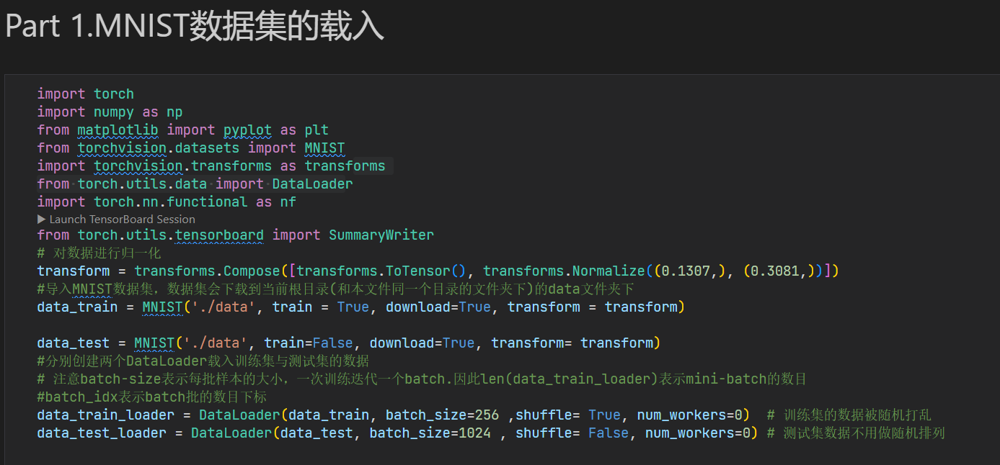 Part 1.MNIST数据集的载入
import torch
import numpy as np
from matplotlib import pyplot as plt
from torchvision.datasets import MNIST
import torchvision.transforms as transforms
from torch.utils.data import DataLoader
import torch.nn.functional as nf
▶ Launch TensorBoard Session
from torch.utils.tensorboard import SummaryWriter
# 对数据进行归一化
transform = transforms.Compose([transforms.ToTensor(), transforms.Normalize((0.1307,), (0.3081,))])
#导入MNIST数据集，数据集会下载到当前根目录(和本文件同一个目录的文件夹下)的data文件夹下
data_train = MNIST('./data', train = True, download=True, transform = transform)
data_test = MNIST('./data', train=False, download=True, transform= transform)
#分别创建两个DataLoader载入训练集与测试集的数据
# 注意batch-size表示每批样本的大小，一次训练迭代一个batch.因此len(data_train_loader)表示mini-batch的数目
#batch_idx表示batch批的数目下标
data_train_loader = DataLoader(data_train, batch_size=256 ,shuffle= True, num_workers=0)  # 训练集的数据被随机打乱
data_test_loader = DataLoader(data_test, batch_size=1024 , shuffle= False, num_workers=0) # 测试集数据不用做随机排列